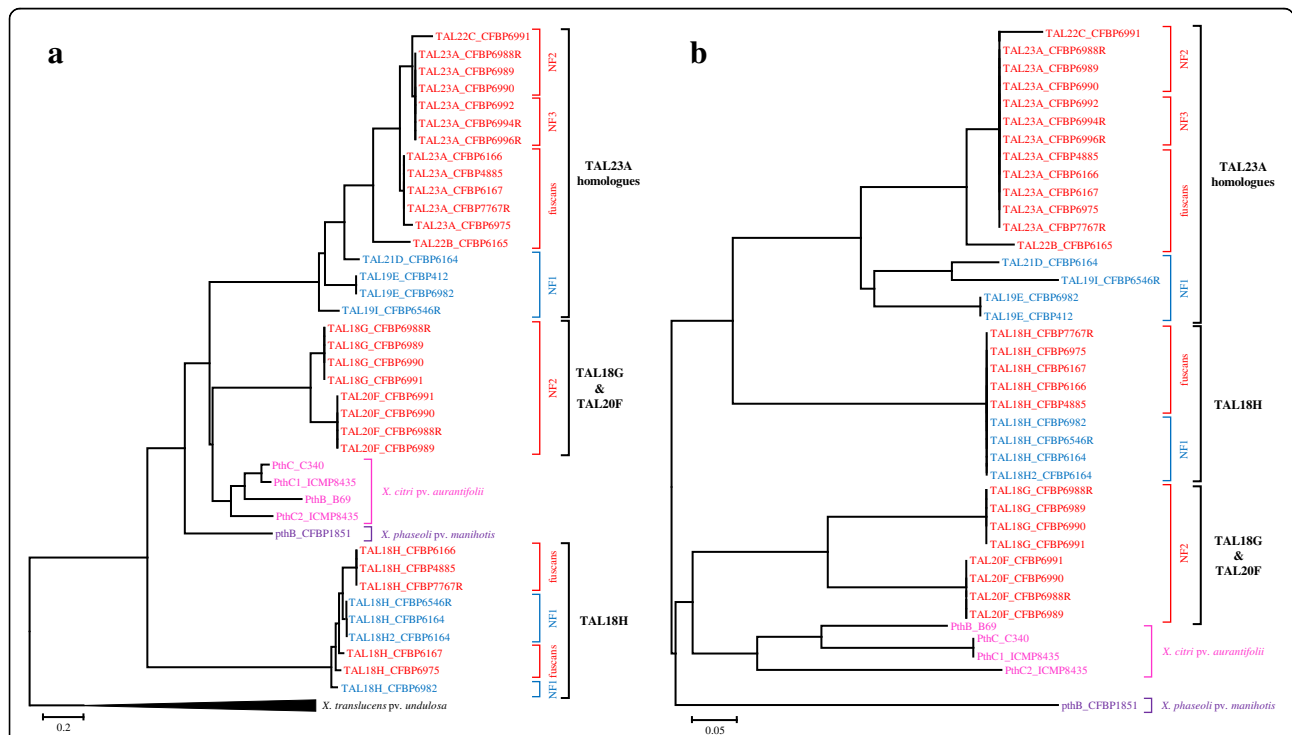 a
TAL22C_CFBP6991
TAL23A_CFBP6988R
TAL23A_CFBP6989
TAL23A_CFBP6990
TAL23A_CFBP6992
TAL23A_CFBP6994R
TAL23A_CFBP6996R
TAL23A_CFBP6166
TAL23A_CFBP4885
TAL23A_CFBP6167
TAL23A_CFBP7767R
TAL23A_CFBP6975
TAL22B_CFBP6165
TAL21D_CFBP6164
TAL19E_CFBP412
TAL19E_CFBP6982
TAL19I_CFBP6546R
TAL18G_CFBP6988R
TAL18G_CFBP6989
TAL18G_CFBP6990
TAL18G_CFBP6991
TAL20F_CFBP6991
TAL20F_CFBP6990
TAL20F_CFBP6988R
TAL20F_CFBP6989
PthC_C340
PthC1_ICMP8435
PthB_B69
PthC2_ICMP8435
pthB_CFBP1851
TAL18H_CFBP6166
TAL18H_CFBP4885
TAL18H_CFBP7767R
TAL18H_CFBP6546R
TAL18H_CFBP6164
TAL18H2_CFBP6164
TAL18H_CFBP6167
TAL18H_CFBP6975
TAL18H_CFBP6982
X. translucens pv. undulosa
0.2
NF2
NF3
fuscans
NF1
NF2
X. citri pv. aurantifolii
X. phaseoli pv. manihotis
fuscans
NF1
fuscans
NF1
TAL23A
homologues
TAL18G
&
TAL20F
TAL18H
b
TAL22C_CFBP6991
TAL23A_CFBP6988R
TAL23A_CFBP6989
TAL23A_CFBP6990
TAL23A_CFBP6992
TAL23A_CFBP6994R
TAL23A_CFBP6996R
TAL23A_CFBP4885
TAL23A_CFBP6166
TAL23A_CFBP6167
TAL23A_CFBP6975
TAL23A_CFBP7767R
TAL22B_CFBP6165
TAL21D_CFBP6164
TAL19I_CFBP6546R
TAL19E_CFBP6982
TAL19E_CFBP412
TAL18H_CFBP7767R
TAL18H_CFBP6975
TAL18H_CFBP6167
TAL18H_CFBP6166
TAL18H_CFBP4885
TAL18H_CFBP6982
TAL18H_CFBP6546R
TAL18H_CFBP6164
TAL18H2_CFBP6164
TAL18G_CFBP6988R
TAL18G_CFBP6989
TAL18G_CFBP6990
TAL18G_CFBP6991
TAL20F_CFBP6991
TAL20F_CFBP6990
TAL20F_CFBP6988R
TAL20F_CFBP6989
PthB_B69
PthC_C340
PthC1_ICMP8435
PthC2_ICMP8435
pthB_CFBP1851
0.05
NF2
NF3
fuscans
NF1
fuscans
NF1
NF2
X. citri pv. aurantifolii
X. phaseoli pv. manihotis
TAL23A
homologues
TAL18H
TAL18G
&
TAL20F